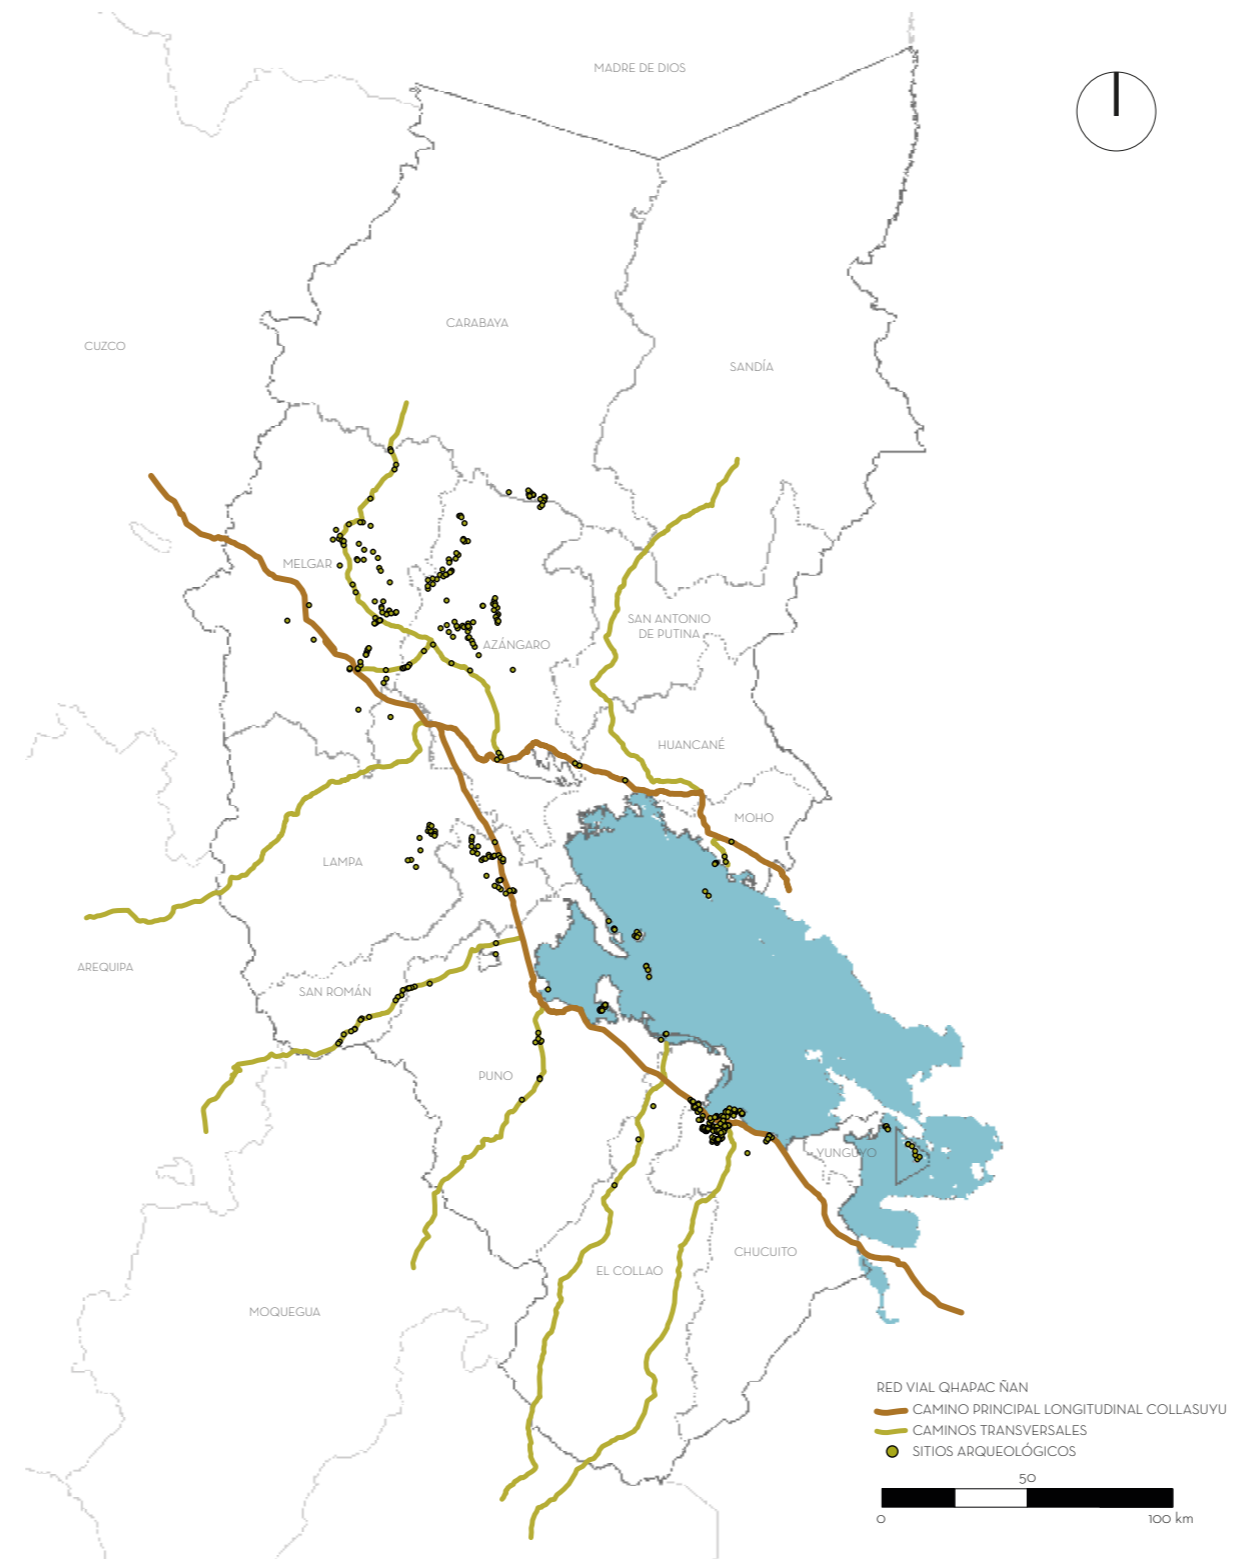 MADRE DE DIOS
CARABAYA
CUZCO
SANDÍA
MELGAR
SAN ANTONIO
DE PUTINA
AZÁNGARO
HUANCANÉ
MOHO
LAMPA
AREQUIPA
SAN ROMÁN
PUNO
YUNGUYO
CHUCUITO
EL COLLAO
MOQUEGUA
RED VIAL QHAPAC ÑAN
CAMINO PRINCIPAL LONGITUDINAL COLLASUYU
CAMINOS TRANSVERSALES
SITIOS ARQUEOLÓGICOS
50
0 100 km